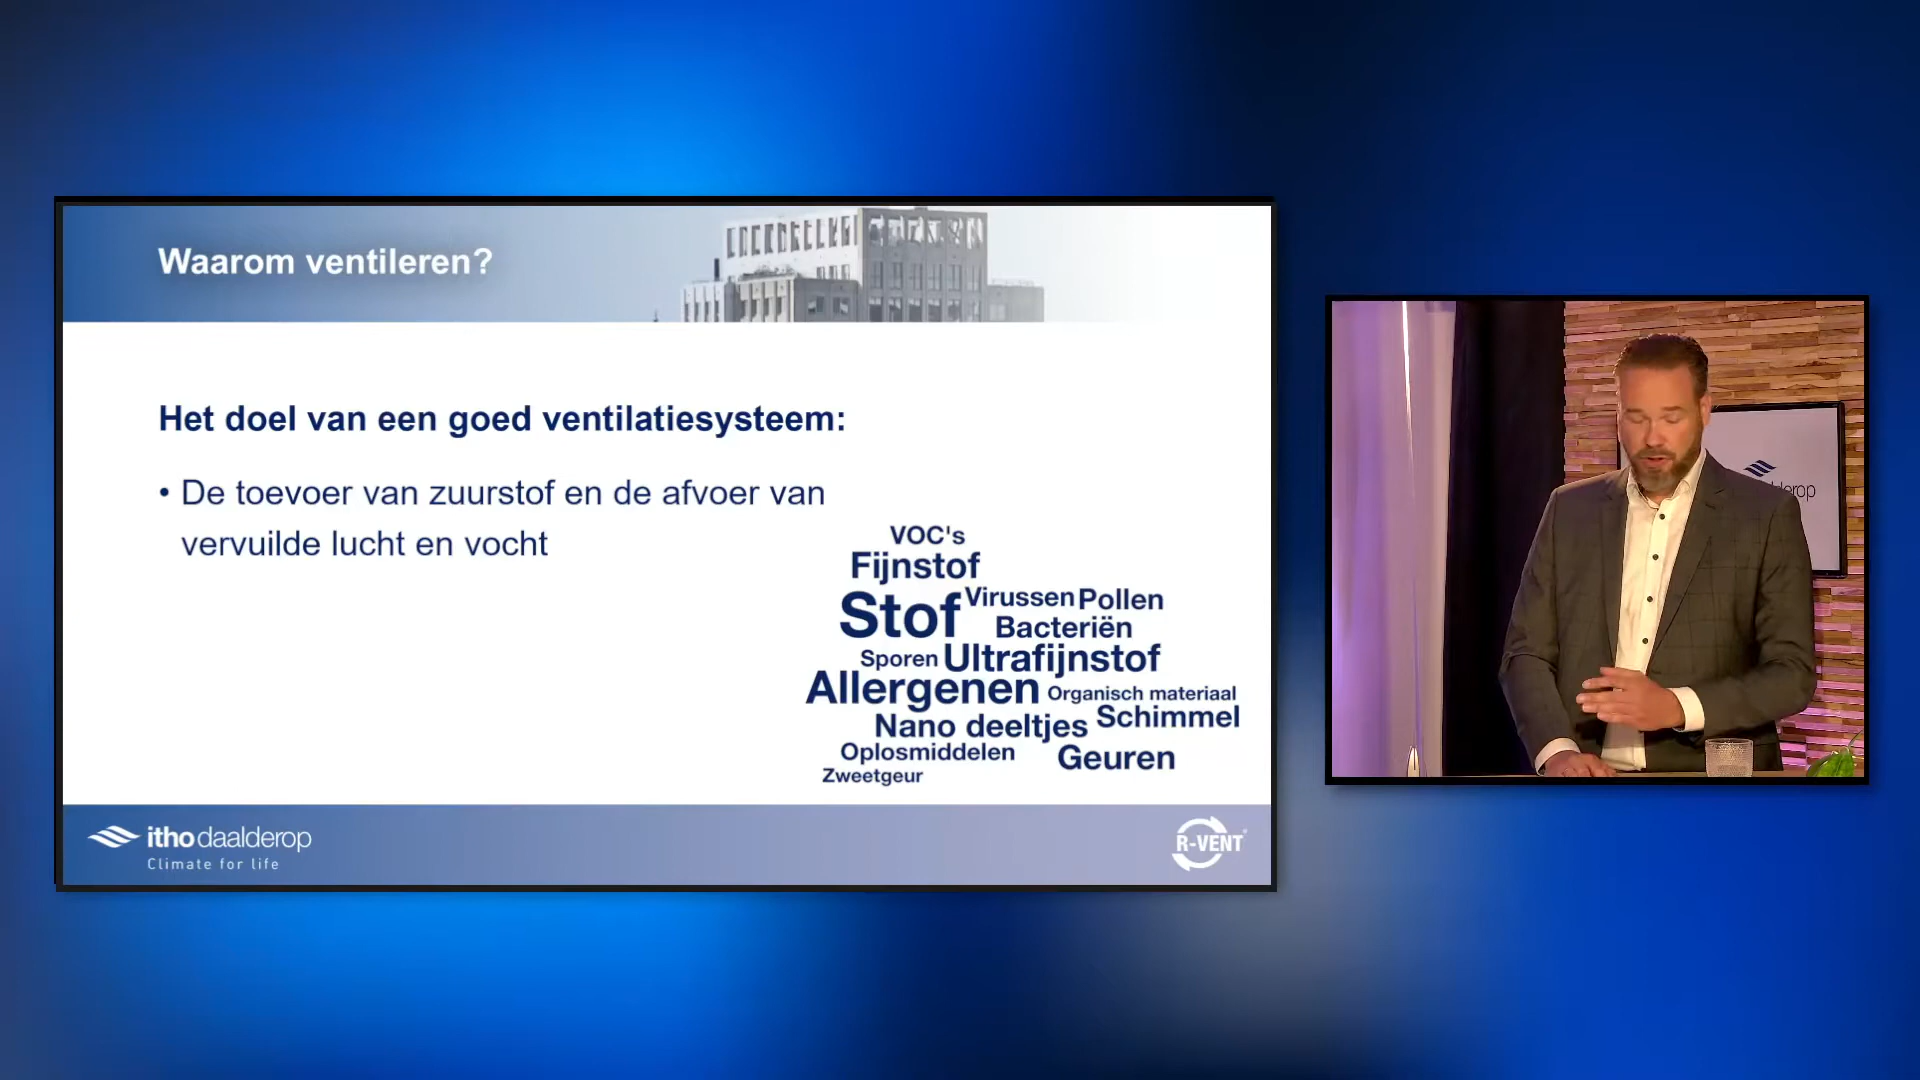 Waarom ventileren?
Het doel van een goed ventilatiesysteem:
• De toevoer van zuurstof en de afvoer van
vervuilde lucht en vocht
VOC's
Fijnstof
Stof Virussen Pollen
Bacteriën
Sporen Ultrafijnstof
Allergenen Organisch materiaal
Nano deeltjes Schimmel
Oplosmiddelen Geuren
Zweetgeur
itho daalderop
Climate for life
R-VENT